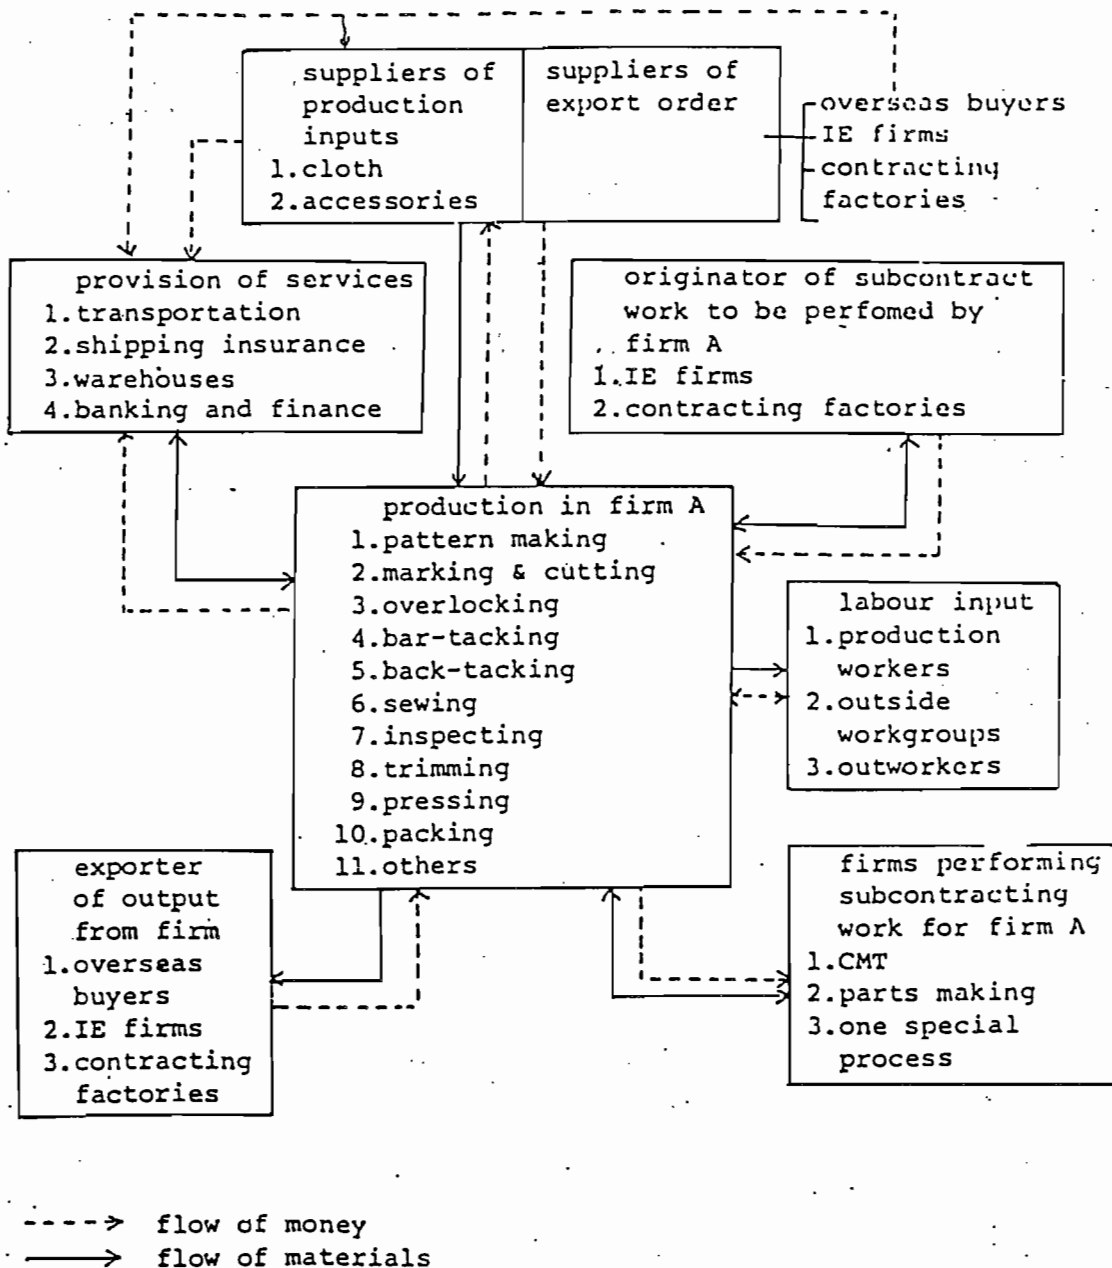 suppliers of
production
inputs
1.cloth
2.accessories
suppliers of
export order
overseas buyers
IE firms
contracting
factories
provision of services
1.transportation
2.shipping insurance
3.warehouses
4.banking and finance
originator of subcontract
work to be perfomed by
firm A
1.IE firms
2.contracting factories
production in firm A
1.pattern making
2.marking & cutting
3.overlocking
4.bar-tacking
5.back-tacking
6.sewing
7.inspecting
8.trimming
9.pressing
10.packing
11.others
labour input
1.production
workers
2.outside
workgroups
3.outworkers
exporter
of output
from firm
1.overseas
buyers
2.IE firms
3.contracting
factories
firms performing
subcontracting
work for firm A
1.CMT
2.parts making
3.one special
process
flow of money
flow of materials